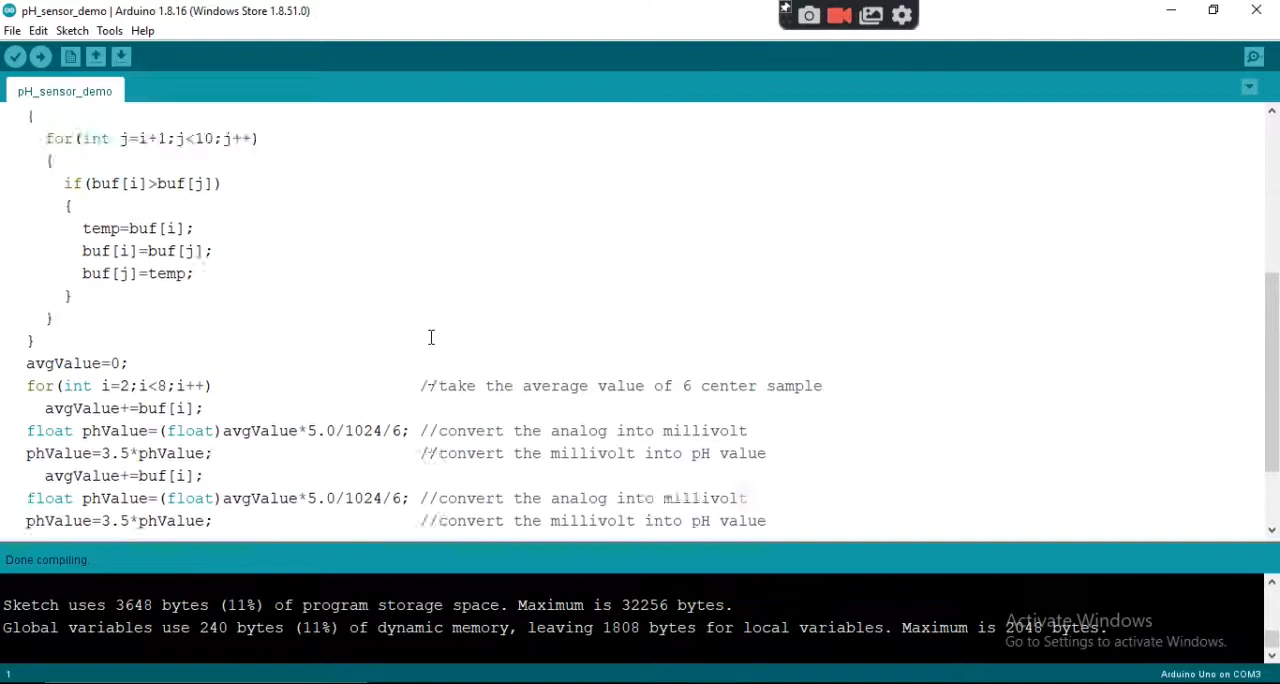 pH_sensor_demo | Arduino 1.8.16 (Windows Store 1.8.51.0)
File Edit Sketch Tools Help
pH_sensor_demo
{
for(int j=i+1;j<10;j++)
{
if(buf[i]>buf[j])
{
temp=buf[i];
buf[i]=buf[j];
buf[j]=temp;
}
}
}
avgValue=0;
for(int i=2;i<8;i++) //take the average value of 6 center sample
avgValue+=buf[i];
float phValue=(float)avgValue*5.0/1024/6; //convert the analog into millivolt
phValue=3.5*phValue; //convert the millivolt into pH value
avgValue+=buf[i];
float phValue=(float)avgValue*5.0/1024/6; //convert the analog into millivolt
phValue=3.5*phValue; //convert the millivolt into pH value
Done compiling.
Sketch uses 3648 bytes (11%) of program storage space. Maximum is 32256 bytes.
Global variables use 240 bytes (11%) of dynamic memory, leaving 1808 bytes for local variables. Maximum is 2048 bytes.
Activate Windows
Go to Settings to activate Windows.
1
Arduino Uno on COM3